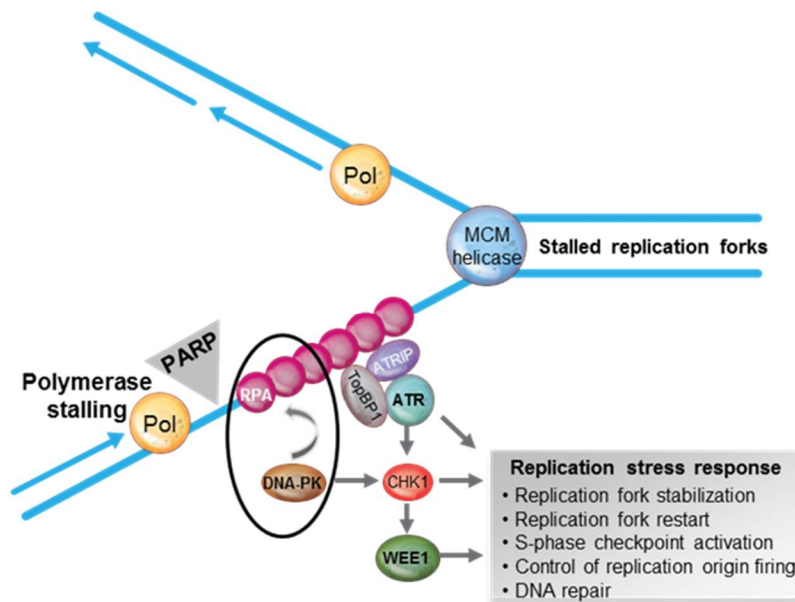 Pol
MCM
helicase
Stalled replication forks
PARP
Polymerase
stalling
Pol
RPA
ATRIP
TopBP1
ATR
DNA-PK
CHK1
WEE1
Replication stress response
• Replication fork stabilization
• Replication fork restart
• S-phase checkpoint activation
• Control of replication origin firing
• DNA repair